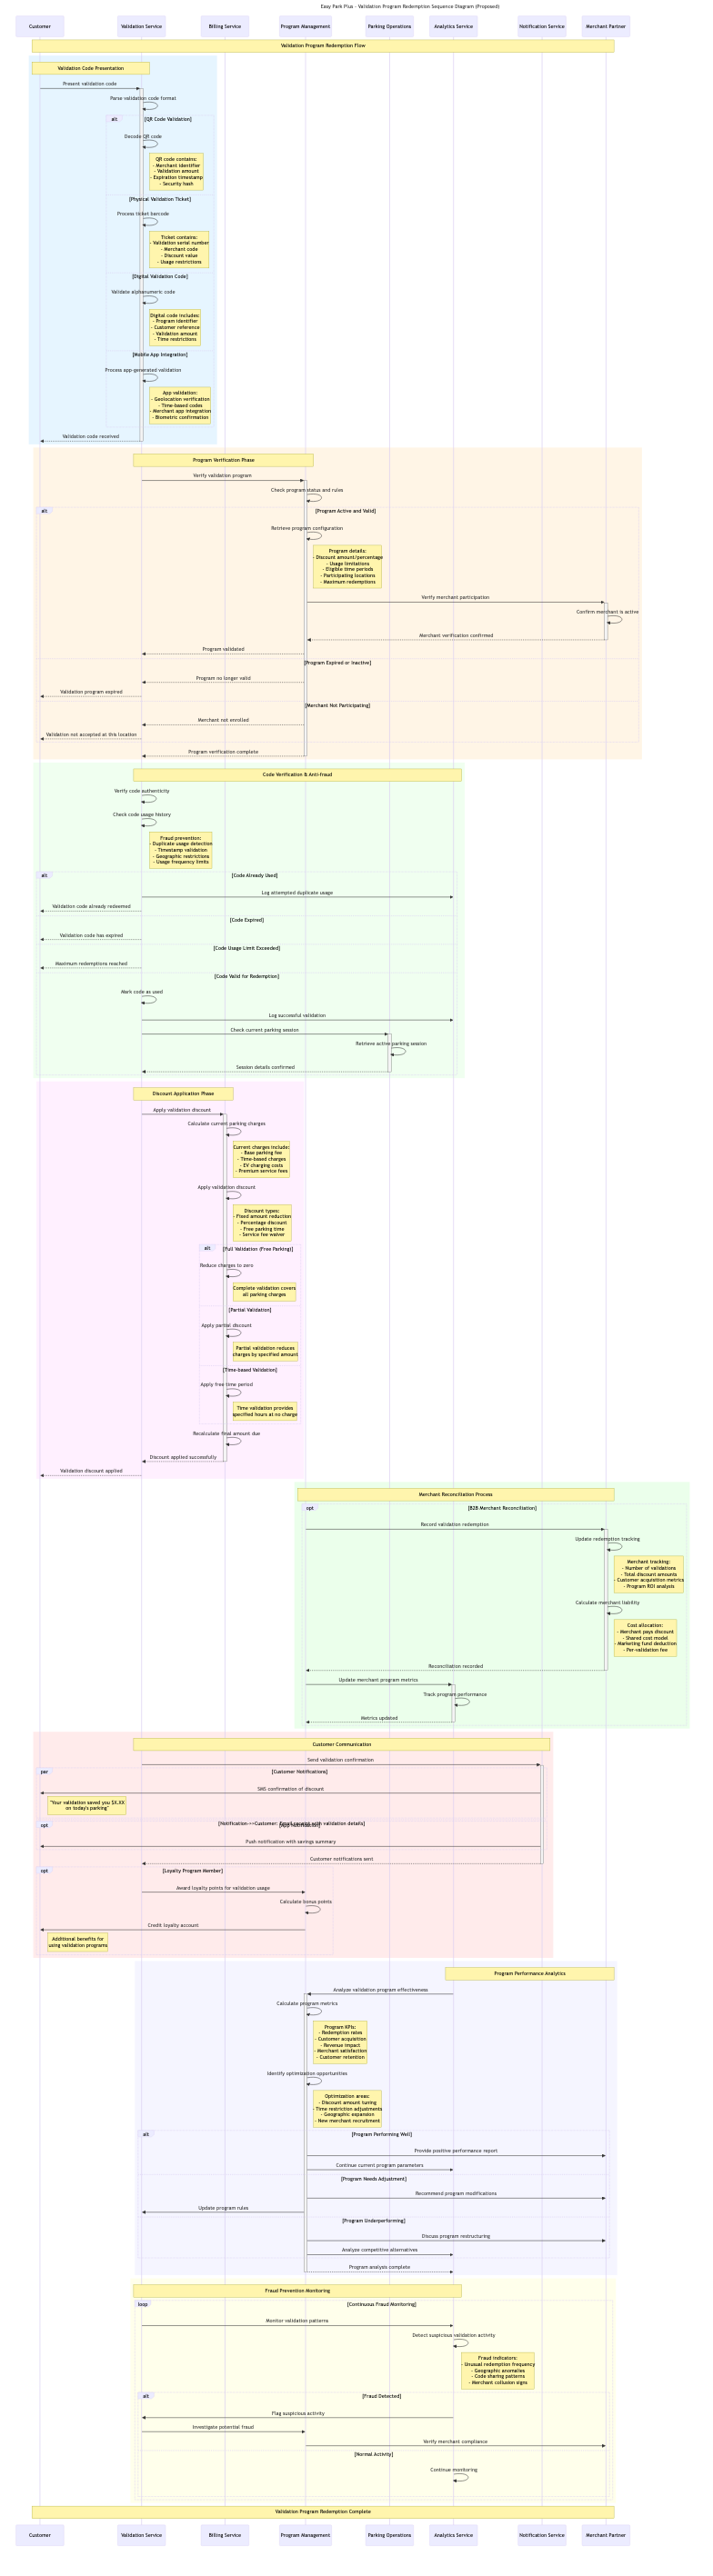 Easy Park Plus - Validation Program Redemption Sequence Diagram (Proposed)
Customer
Validation Service
Billing Service
Program Management
Parking Operations
Analytics Service
Notification Service
Merchant Partner
Validation Program Redemption Flow
Validation Code Presentation
Present validation code
Parse validation code format
alt
[QR Code Validation]
Decode QR code
QR code contains:
- Merchant identifier
- Validation amount
- Expiration timestamp
- Security hash
[Physical Validation Ticket]
Process ticket barcode
Ticket contains:
- Validation serial number
- Merchant code
- Discount value
- Usage restrictions
[Digital Validation Code]
Validate alphanumeric code
Digital code includes:
- Program identifier
- Customer reference
- Validation amount
- Time restrictions
[Mobile App Integration]
Process app-generated validation
App validation:
- Geolocation verification
- Time-based codes
- Merchant app integration
- Biometric confirmation
Validation code received
Program Verification Phase
Verify validation program
Check program status and rules
alt
[Program Active and Valid]
Retrieve program configuration
Program details:
- Discount amount/percentage
- Usage limitations
- Eligible time periods
- Participating locations
- Maximum redemptions
Verify merchant participation
Confirm merchant is active
Merchant verification confirmed
Program validated
[Program Expired or Inactive]
Program no longer valid
Validation program expired
[Merchant Not Participating]
Merchant not enrolled
Validation not accepted at this location
Program verification complete
Code Verification & Anti-fraud
Verify code authenticity
Check code usage history
Fraud prevention:
- Duplicate usage detection
- Timestamp validation
- Geographic restrictions
- Usage frequency limits
alt
[Code Already Used]
Log attempted duplicate usage
Validation code already redeemed
[Code Expired]
Validation code has expired
[Code Usage Limit Exceeded]
Maximum redemptions reached
[Code Valid for Redemption]
Mark code as used
Log successful validation
Check current parking session
Retrieve active parking session
Session details confirmed
Discount Application Phase
Apply validation discount
Calculate current parking charges
Current charges include:
- Base parking fee
- Time-based charges
- EV charging costs
- Premium service fees
Apply validation discount
Discount types:
- Fixed amount reduction
- Percentage discount
- Free parking time
- Service fee waiver
alt
[Full Validation (Free Parking)]
Reduce charges to zero
Complete validation covers
all parking charges
[Partial Validation]
Apply partial discount
Partial validation reduces
charges by specified amount
[Time-based Validation]
Apply free time period
Time validation provides
specified hours at no charge
Recalculate final amount due
Discount applied successfully
Validation discount applied
Merchant Reconciliation Process
opt
[B2B Merchant Reconciliation]
Record validation redemption
Update redemption tracking
Merchant tracking:
- Number of validations
- Total discount amounts
- Customer acquisition metrics
- Program ROI analysis
Calculate merchant liability
Cost allocation:
- Merchant pays discount
- Shared cost model
- Marketing fund deduction
- Per-validation fee
Reconciliation recorded
Update merchant program metrics
Track program performance
Metrics updated
Customer Communication
Send validation confirmation
par
[Customer Notifications]
SMS confirmation of discount
"Your validation saved you $X.XX
on today's parking"
opt
[Notification->>Customer: Email receipt with validation details]
Push notification with savings summary
Customer notifications sent
opt
[Loyalty Program Member]
Award loyalty points for validation usage
Calculate bonus points
Credit loyalty account
Additional benefits for
using validation programs
Program Performance Analytics
Analyze validation program effectiveness
Calculate program metrics
Program KPIs:
- Redemption rates
- Customer acquisition
- Revenue impact
- Merchant satisfaction
- Customer retention
Identify optimization opportunities
Optimization areas:
- Discount amount tuning
- Time restriction adjustments
- Geographic expansion
- New merchant recruitment
alt
[Program Performing Well]
Provide positive performance report
Continue current program parameters
[Program Needs Adjustment]
Recommend program modifications
Update program rules
[Program Underperforming]
Discuss program restructuring
Analyze competitive alternatives
Program analysis complete
Fraud Prevention Monitoring
loop
[Continuous Fraud Monitoring]
Monitor validation patterns
Detect suspicious validation activity
Fraud indicators:
- Unusual redemption frequency
- Geographic anomalies
- Code sharing patterns
- Merchant collusion signs
alt
[Fraud Detected]
Flag suspicious activity
Investigate potential fraud
Verify merchant compliance
[Normal Activity]
Continue monitoring
Validation Program Redemption Complete
Customer
Validation Service
Billing Service
Program Management
Parking Operations
Analytics Service
Notification Service
Merchant Partner